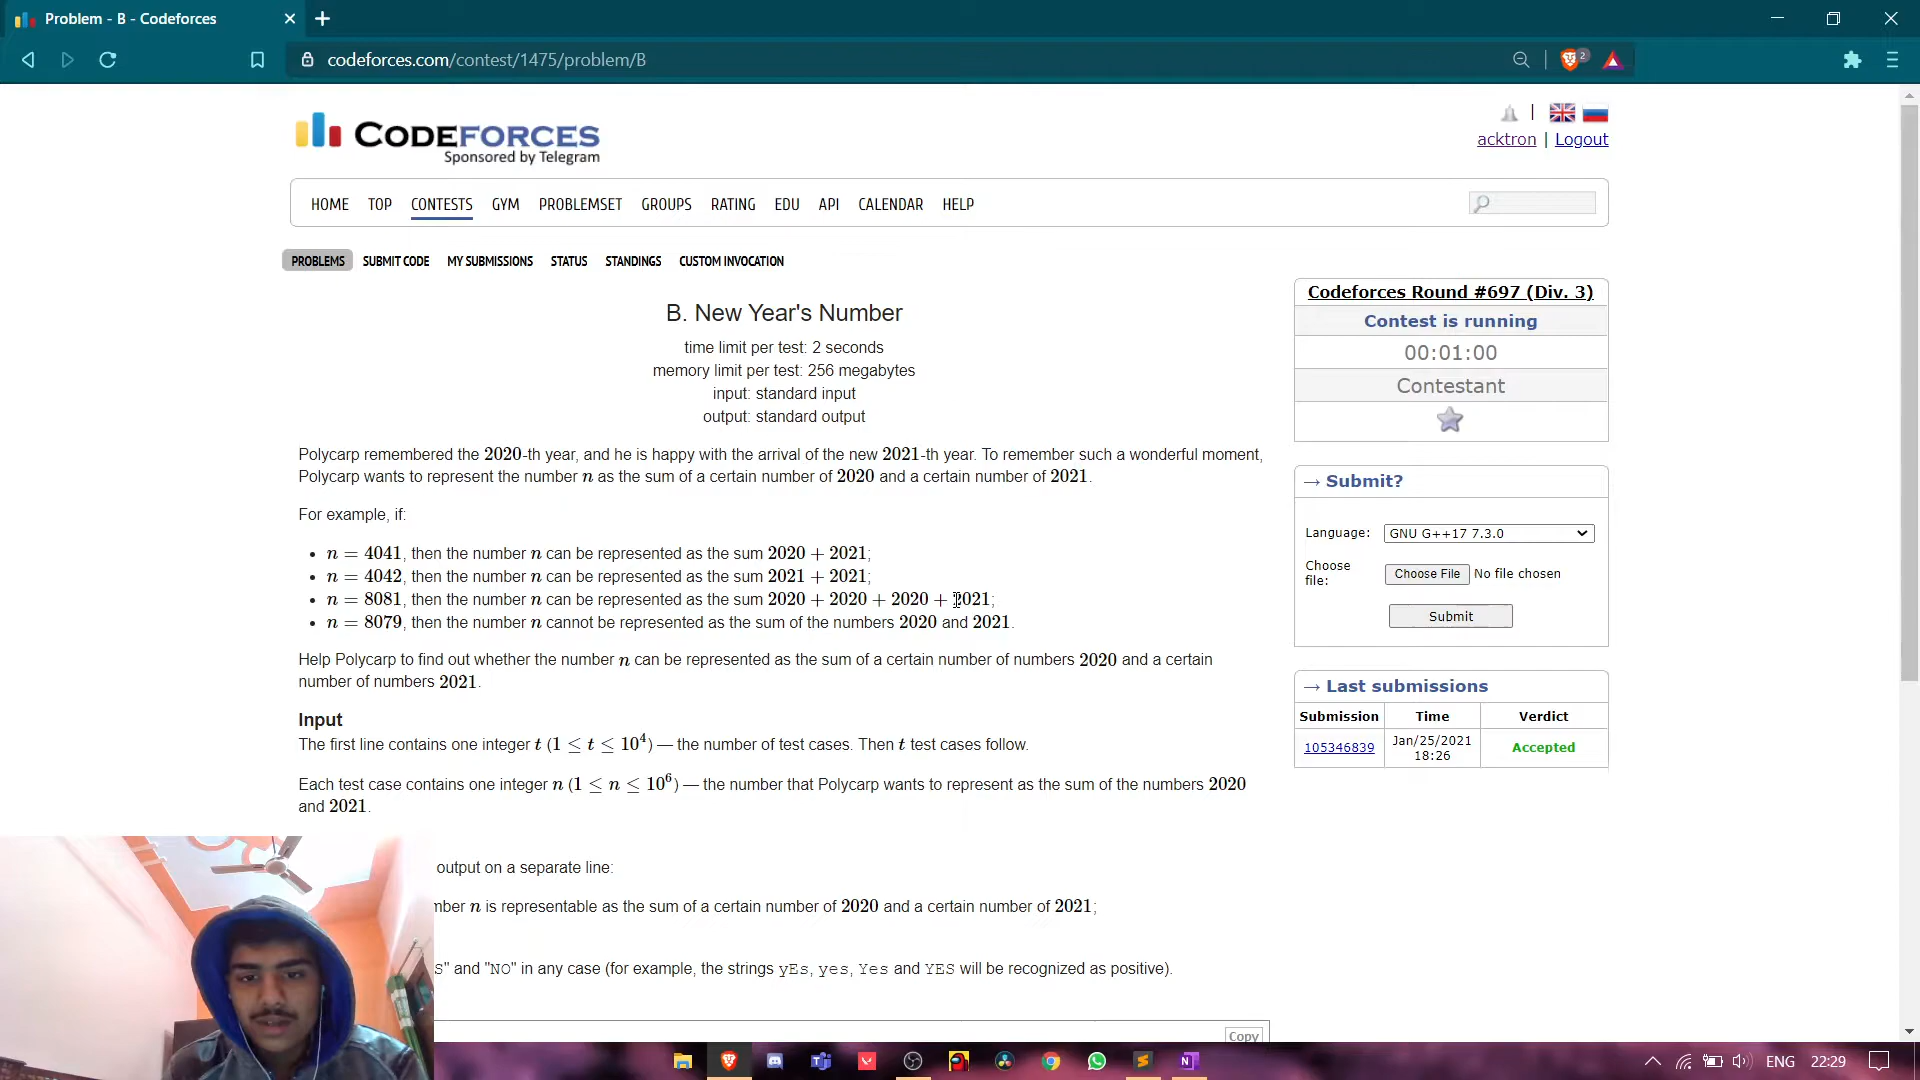 Problem - B - Codeforces
codeforces.com/contest/1475/problem/B
2
CODEFORCES
Sponsored by Telegram
acktron | Logout
HOME TOP CONTESTS GYM PROBLEMSET GROUPS RATING EDU API CALENDAR HELP
PROBLEMS SUBMIT CODE MY SUBMISSIONS STATUS STANDINGS CUSTOM INVOCATION
B. New Year's Number
time limit per test: 2 seconds
memory limit per test: 256 megabytes
input: standard input
output: standard output
Polycarp remembered the 2020-th year, and he is happy with the arrival of the new 2021-th year. To remember such a wonderful moment,
Polycarp wants to represent the number n as the sum of a certain number of 2020 and a certain number of 2021.
For example, if:
• n = 4041, then the number n can be represented as the sum 2020 + 2021;
• n = 4042, then the number n can be represented as the sum 2021 + 2021;
• n = 8081, then the number n can be represented as the sum 2020 + 2020 + 2020 + 2021;
• n = 8079, then the number n cannot be represented as the sum of the numbers 2020 and 2021.
Help Polycarp to find out whether the number n can be represented as the sum of a certain number of numbers 2020 and a certain
number of numbers 2021.
Input
The first line contains one integer t (1 ≤ t ≤ 10⁴) — the number of test cases. Then t test cases follow.
Each test case contains one integer n (1 ≤ n ≤ 10⁶) — the number that Polycarp wants to represent as the sum of the numbers 2020
and 2021.
output on a separate line:
mber n is representable as the sum of a certain number of 2020 and a certain number of 2021;
S" and "NO" in any case (for example, the strings yEs, yes, Yes and YES will be recognized as positive).
Copy
Codeforces Round #697 (Div. 3)
Contest is running
00:01:00
Contestant
→ Submit?
Language: GNU G++17 7.3.0
Choose file: Choose File No file chosen
Submit
→ Last submissions
Submission Time Verdict
105346839 Jan/25/2021 18:26 Accepted
ENG 22:29